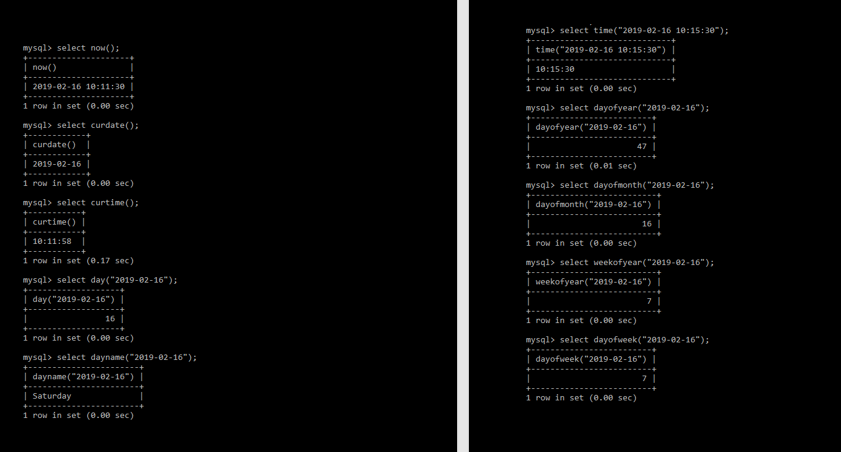 mysql> select now();
+---------------------+
| now()               |
+---------------------+
| 2019-02-16 10:11:30 |
+---------------------+
1 row in set (0.00 sec)
mysql> select curdate();
+------------+
| curdate()  |
+------------+
| 2019-02-16 |
+------------+
1 row in set (0.00 sec)
mysql> select curtime();
+-----------+
| curtime() |
+-----------+
| 10:11:58  |
+-----------+
1 row in set (0.17 sec)
mysql> select day("2019-02-16");
+-------------------+
| day("2019-02-16") |
+-------------------+
|                16 |
+-------------------+
1 row in set (0.00 sec)
mysql> select dayname("2019-02-16");
+-----------------------+
| dayname("2019-02-16") |
+-----------------------+
| Saturday              |
+-----------------------+
1 row in set (0.00 sec)
mysql> select time("2019-02-16 10:15:30");
+-----------------------------+
| time("2019-02-16 10:15:30") |
+-----------------------------+
| 10:15:30                    |
+-----------------------------+
1 row in set (0.00 sec)
mysql> select dayofyear("2019-02-16");
+-------------------------+
| dayofyear("2019-02-16") |
+-------------------------+
|                      47 |
+-------------------------+
1 row in set (0.01 sec)
mysql> select dayofmonth("2019-02-16");
+--------------------------+
| dayofmonth("2019-02-16") |
+--------------------------+
|                       16 |
+--------------------------+
1 row in set (0.00 sec)
mysql> select weekofyear("2019-02-16");
+--------------------------+
| weekofyear("2019-02-16") |
+--------------------------+
|                        7 |
+--------------------------+
1 row in set (0.00 sec)
mysql> select dayofweek("2019-02-16");
+-------------------------+
| dayofweek("2019-02-16") |
+-------------------------+
|                       7 |
+-------------------------+
1 row in set (0.00 sec)